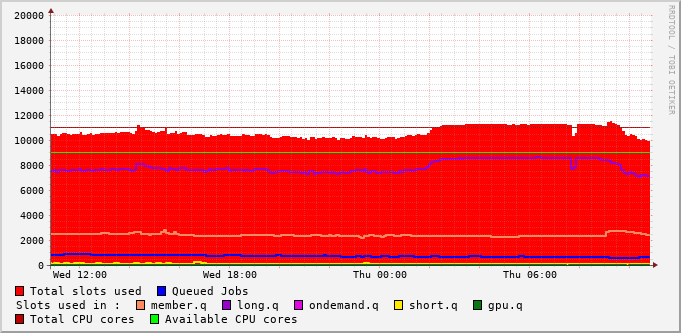 RRDTOOL / TOBI OETIKER
20000
18000
16000
14000
12000
10000
8000
6000
4000
2000
0
Wed 12:00 Wed 18:00 Thu 00:00 Thu 06:00
Total slots used Queued Jobs
Slots used in : member.q long.q ondemand.q short.q gpu.q
Total CPU cores Available CPU cores